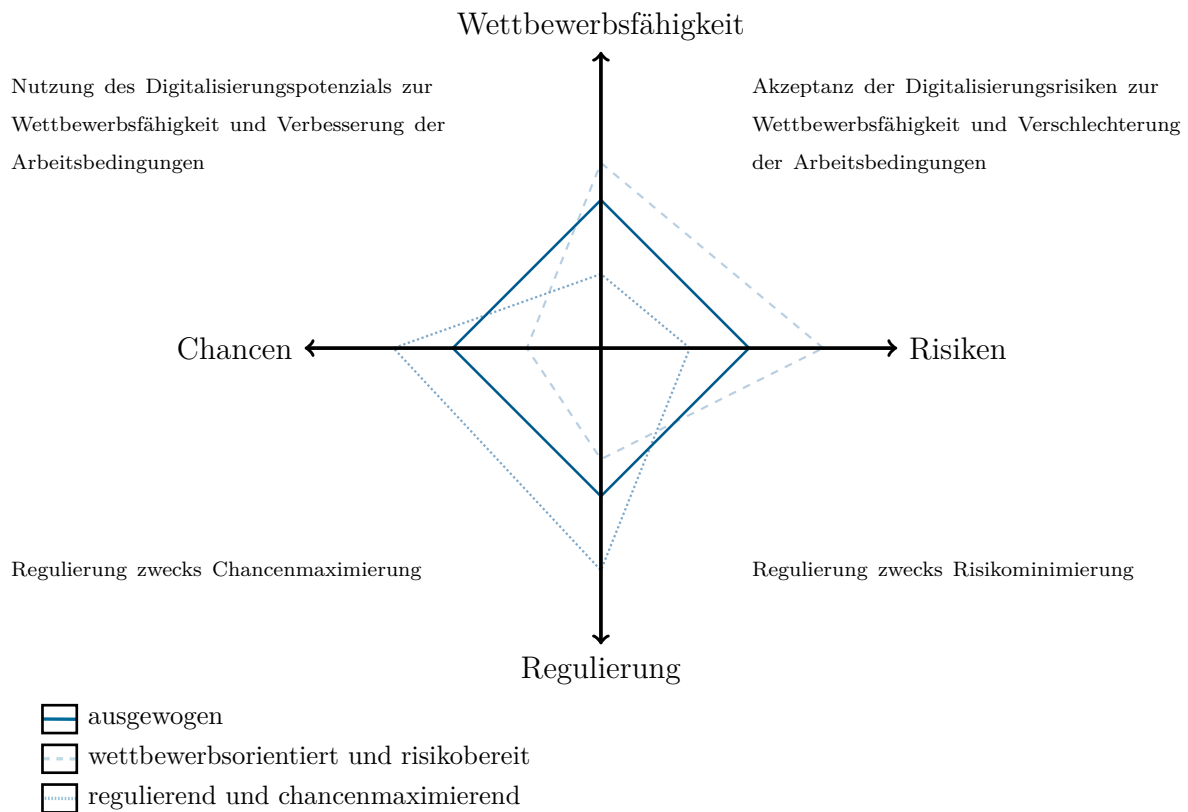 Wettbewerbsfähigkeit
Nutzung des Digitalisierungspotenzials zur
Wettbewerbsfähigkeit und Verbesserung der
Arbeitsbedingungen
Akzeptanz der Digitalisierungsrisiken zur
Wettbewerbsfähigkeit und Verschlechterung
der Arbeitsbedingungen
Chancen
Risiken
Regulierung zwecks Chancenmaximierung
Regulierung zwecks Risikominimierung
Regulierung
ausgewogen
wettbewerbsorientiert und risikobereit
regulierend und chancenmaximierend